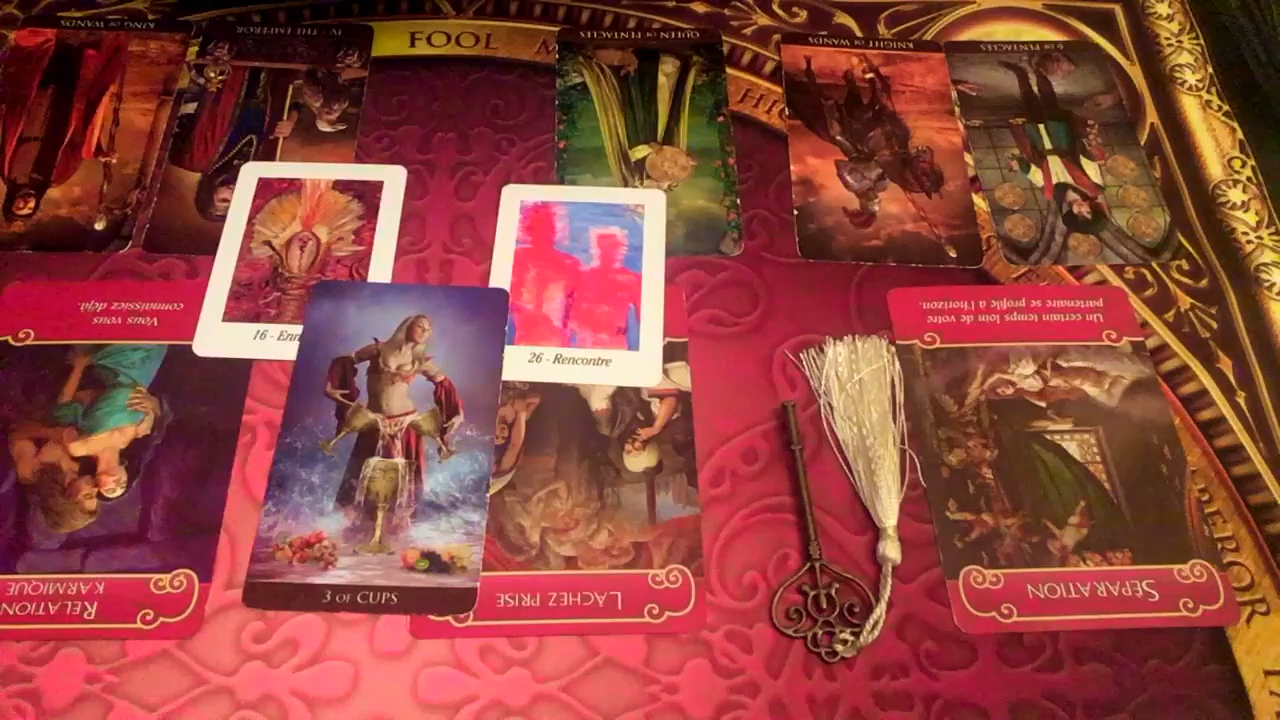 KING OF WANDS
IV - THE EMPEROR
FOOL
QUEEN OF PENTACLES
KNIGHT OF WANDS
6 OF PENTACLES
Vous vous
connaissiez déjà.
16 -
26 - Rencontre
Un certain temps loin de votre
partenaire se profile à l'horizon.
RELATION
KARMIQUE
3 OF CUPS
LÂCHEZ PRISE
SÉPARATION